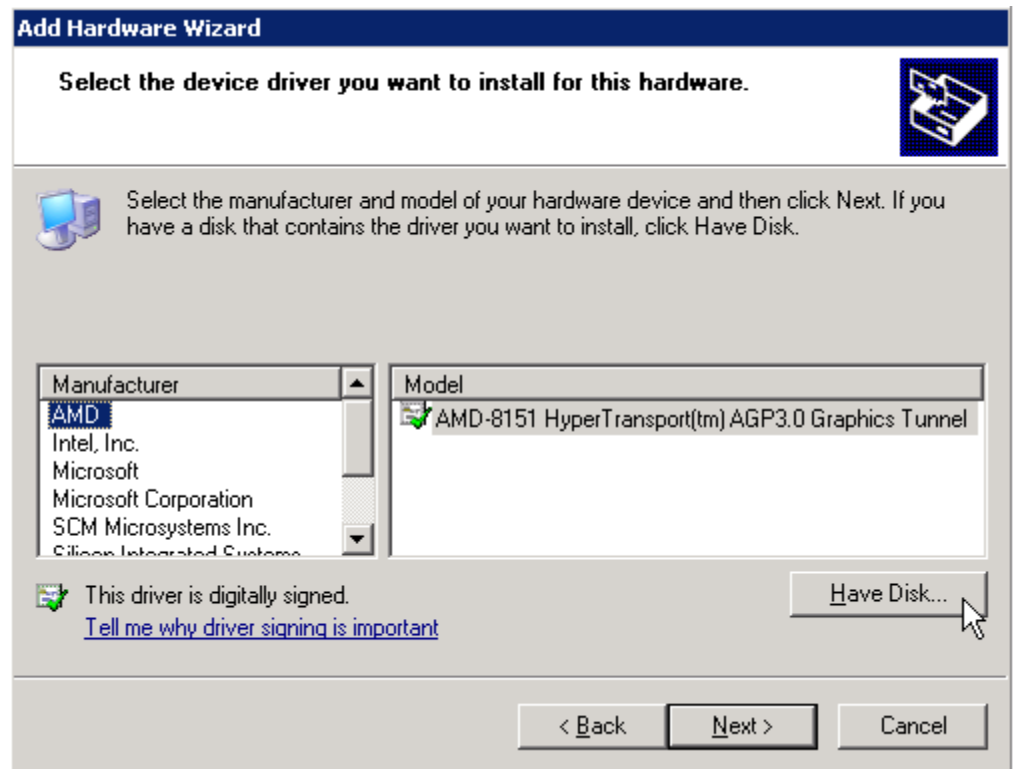 Add Hardware Wizard
Select the device driver you want to install for this hardware.
Select the manufacturer and model of your hardware device and then click Next. If you
have a disk that contains the driver you want to install, click Have Disk.
Manufacturer
AMD
Intel, Inc.
Microsoft
Microsoft Corporation
SCM Microsystems Inc.
Silicon Integrated Systems
Model
AMD-8151 HyperTransport(tm) AGP3.0 Graphics Tunnel
This driver is digitally signed.
Tell me why driver signing is important
Have Disk...
< Back
Next >
Cancel